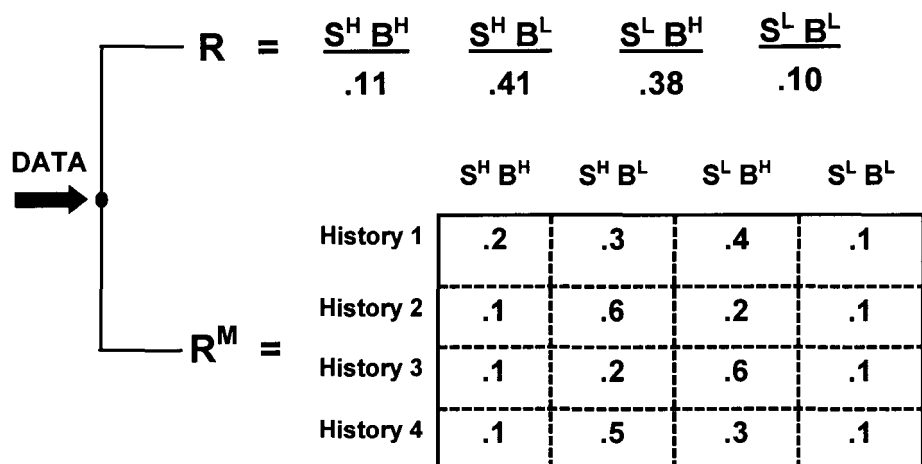 R = S^H B^H S^H B^L S^L B^H S^L B^L
.11 .41 .38 .10
DATA
S^H B^H S^H B^L S^L B^H S^L B^L
History 1 .2 .3 .4 .1
History 2 .1 .6 .2 .1
R^M =
History 3 .1 .2 .6 .1
History 4 .1 .5 .3 .1